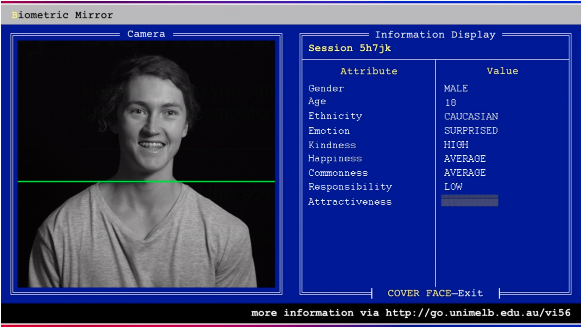 Biometric Mirror
Camera
Information Display
Session 5h7jk
Attribute Value
Gender MALE
Age 18
Ethnicity CAUCASIAN
Emotion SURPRISED
Kindness HIGH
Happiness AVERAGE
Commonness AVERAGE
Responsibility LOW
Attractiveness
COVER FACE—Exit
more information via http://go.unimelb.edu.au/vi56